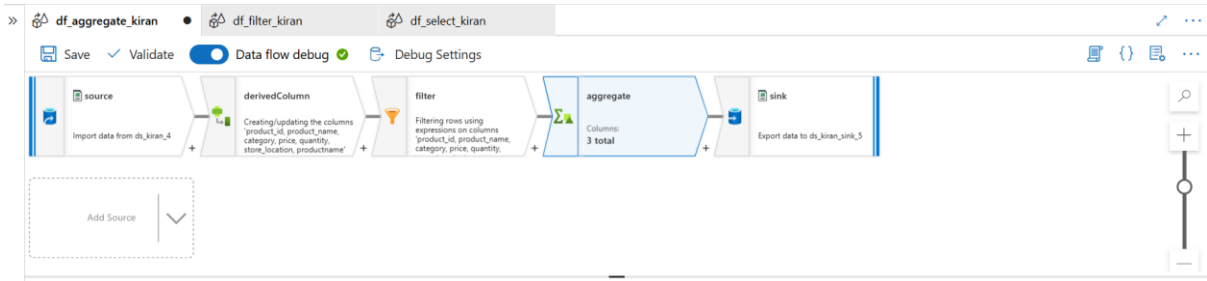 » df_aggregate_kiran ● df_filter_kiran df_select_kiran
Save Validate Data flow debug Debug Settings {} ...
source
Import data from ds_kiran_4
+
derivedColumn
Creating/updating the columns
'product_id, product_name,
category, price, quantity,
store_location, productname'
+
filter
Filtering rows using
expressions on columns
'product_id, product_name,
category, price, quantity,
+
aggregate
Columns:
3 total
+
sink
Export data to ds_kiran_sink_5
Add Source